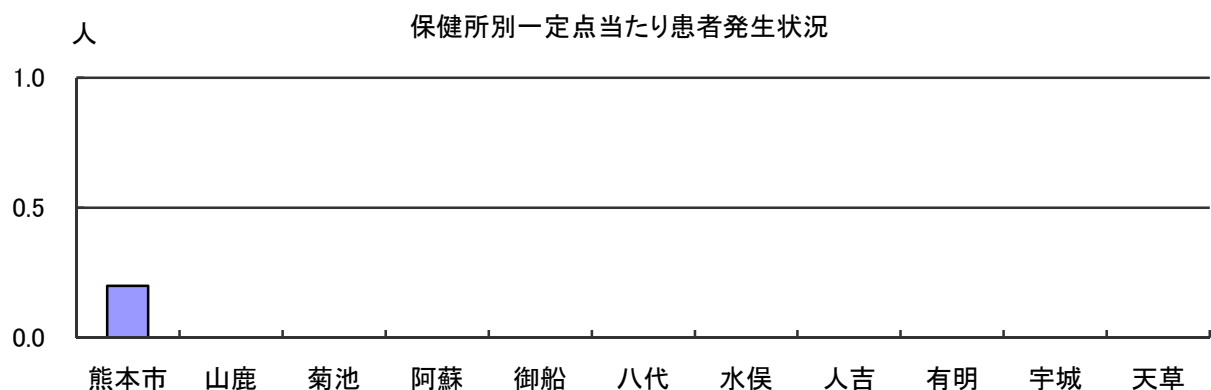 保健所別一定点当たり患者発生状況
人
1.0
0.5
0.0
熊本市 山鹿 菊池 阿蘇 御船 八代 水俣 人吉 有明 宇城 天草